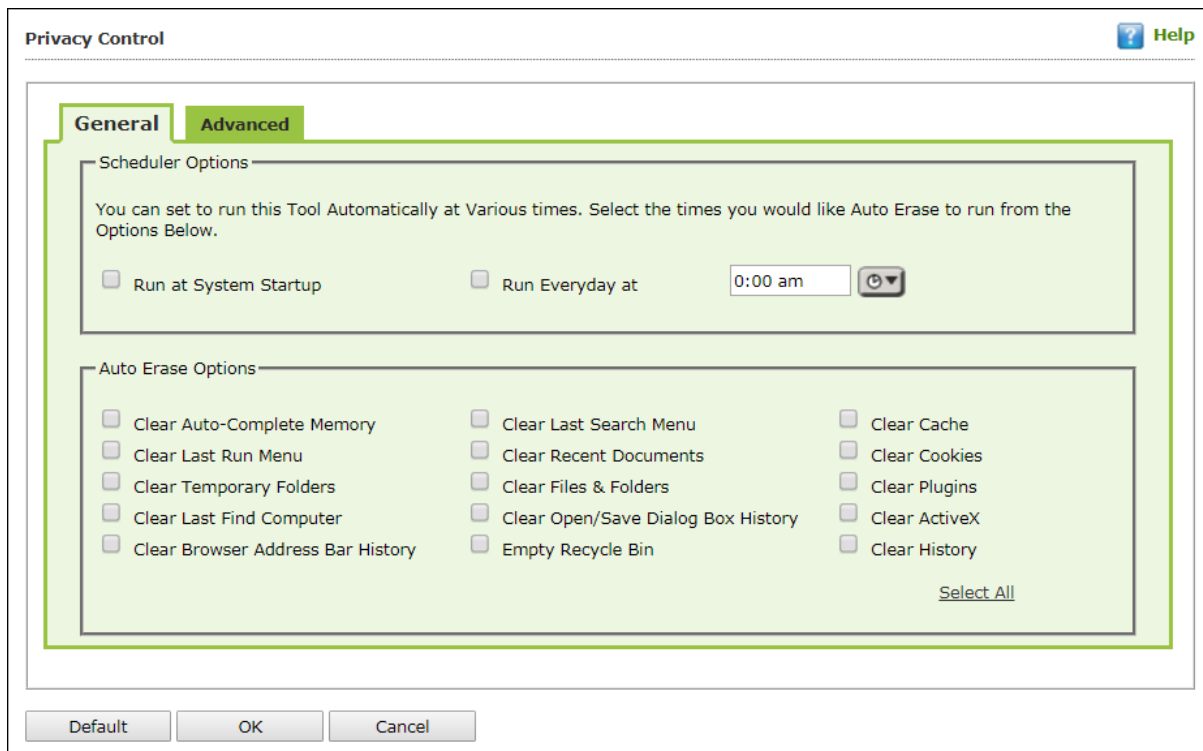 Privacy Control
Help
General
Advanced
Scheduler Options
You can set to run this Tool Automatically at Various times. Select the times you would like Auto Erase to run from the
Options Below.
Run at System Startup
Run Everyday at
0:00 am
Auto Erase Options
Clear Auto-Complete Memory
Clear Last Search Menu
Clear Cache
Clear Last Run Menu
Clear Recent Documents
Clear Cookies
Clear Temporary Folders
Clear Files & Folders
Clear Plugins
Clear Last Find Computer
Clear Open/Save Dialog Box History
Clear ActiveX
Clear Browser Address Bar History
Empty Recycle Bin
Clear History
Select All
Default
OK
Cancel